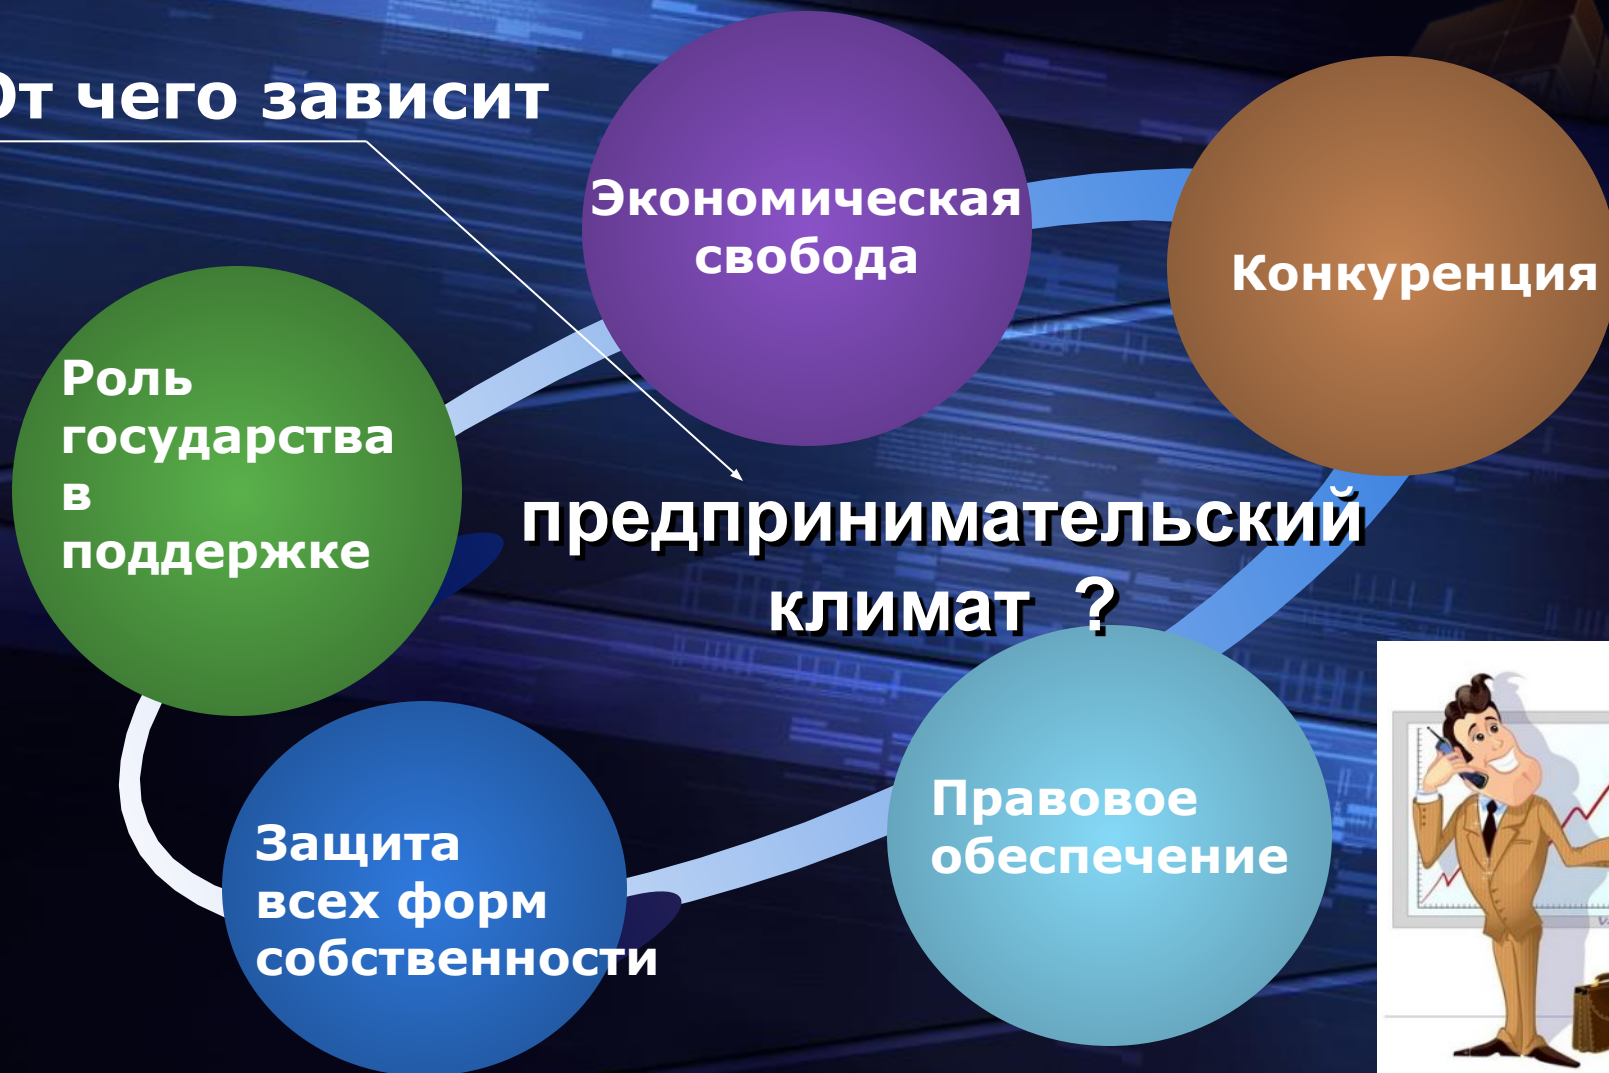 От чего зависит
Экономическая
свобода
Конкуренция
Роль
государства
в
поддержке
предпринимательский
климат ?
Правовое
обеспечение
Защита
всех форм
собственности